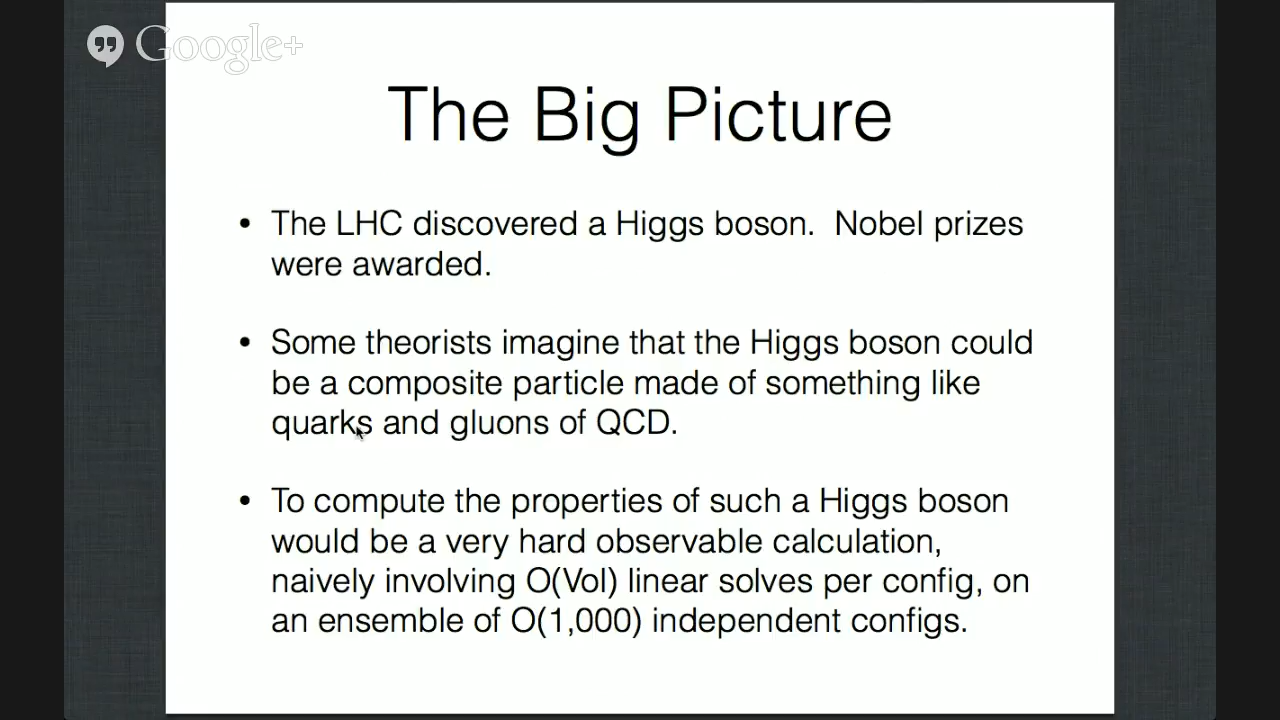 Google+
The Big Picture
• The LHC discovered a Higgs boson.  Nobel prizes
were awarded.
• Some theorists imagine that the Higgs boson could
be a composite particle made of something like
quarks and gluons of QCD.
• To compute the properties of such a Higgs boson
would be a very hard observable calculation,
naively involving O(Vol) linear solves per config, on
an ensemble of O(1,000) independent configs.